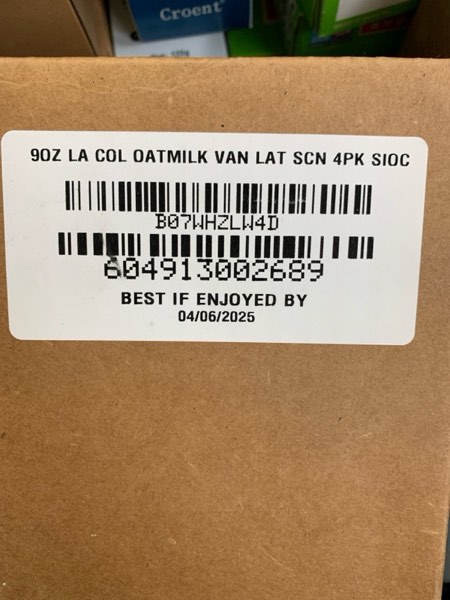 Croent
9OZ LA COL OATMILK VAN LAT SCN 4PK SIOC
B07WHZLW4D
604913002689
BEST IF ENJOYED BY
04/06/2025